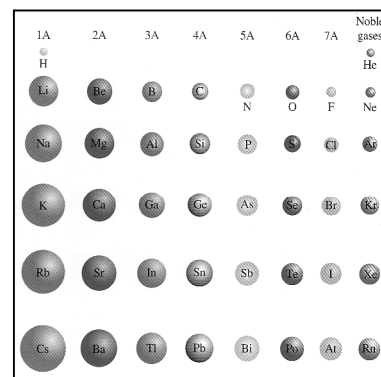 Noble
1A 2A 3A 4A 5A 6A 7A gases
H He
Li Be B C N O F Ne
Na Mg Al Si P S Cl Ar
K Ca Ga Ge As Se Br Kr
Rb Sr In Sn Sb Te I Xe
Cs Ba Tl Pb Bi Po At Rn